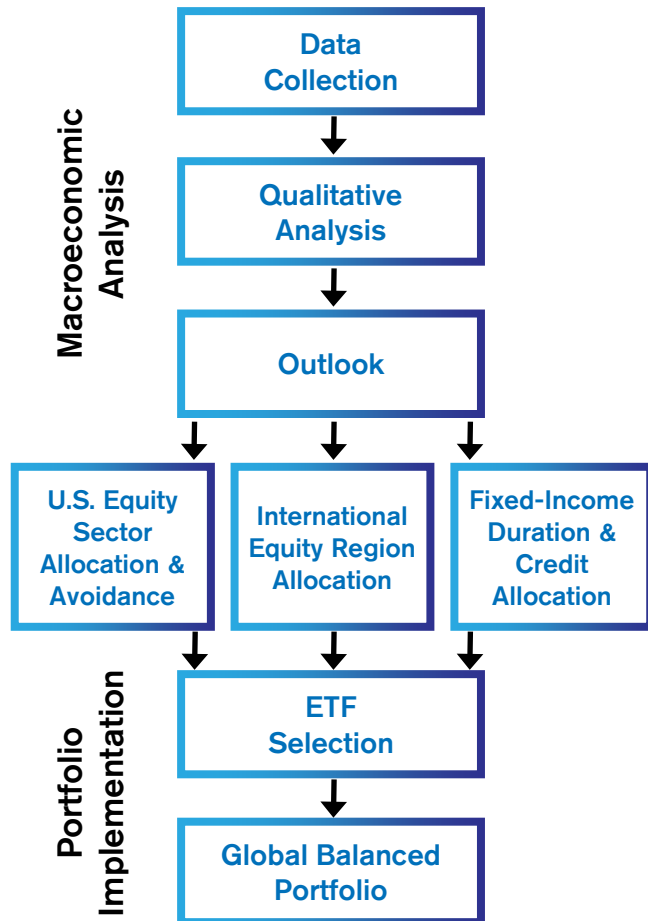 Macroeconomic
Analysis
Data
Collection
Qualitative
Analysis
Outlook
U.S. Equity
Sector
Allocation &
Avoidance
International
Equity Region
Allocation
Fixed-Income
Duration &
Credit
Allocation
Portfolio
Implementation
ETF
Selection
Global Balanced
Portfolio